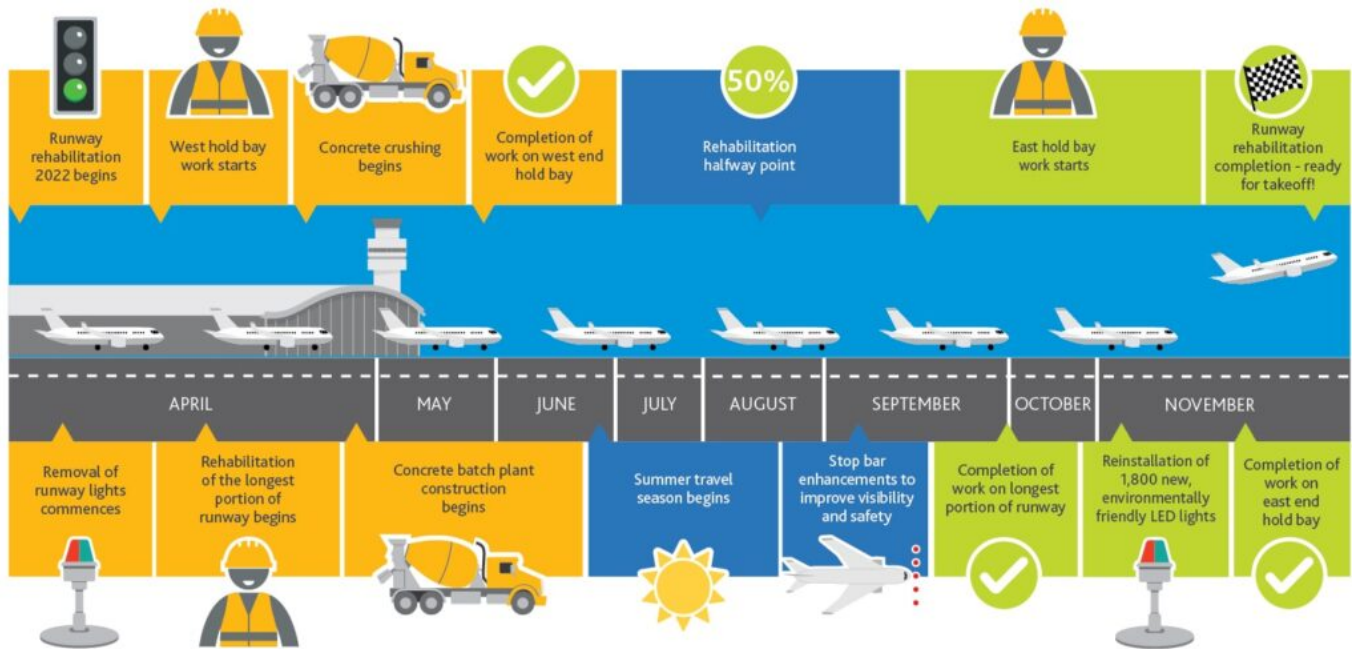 Runway
rehabilitation
2022 begins
West hold bay
work starts
Concrete crushing
begins
Completion of
work on west end
hold bay
50%
Rehabilitation
halfway point
East hold bay
work starts
Runway
rehabilitation
completion - ready
for takeoff!
APRIL
MAY
JUNE
JULY
AUGUST
SEPTEMBER
OCTOBER
NOVEMBER
Removal of
runway lights
commences
Rehabilitation
of the longest
portion of
runway begins
Concrete batch plant
construction
begins
Summer travel
season begins
Stop bar
enhancements to
improve visibility
and safety
Completion of
work on longest
portion of runway
Reinstallation of
1,800 new,
environmentally
friendly LED lights
Completion of
work on
east end
hold bay